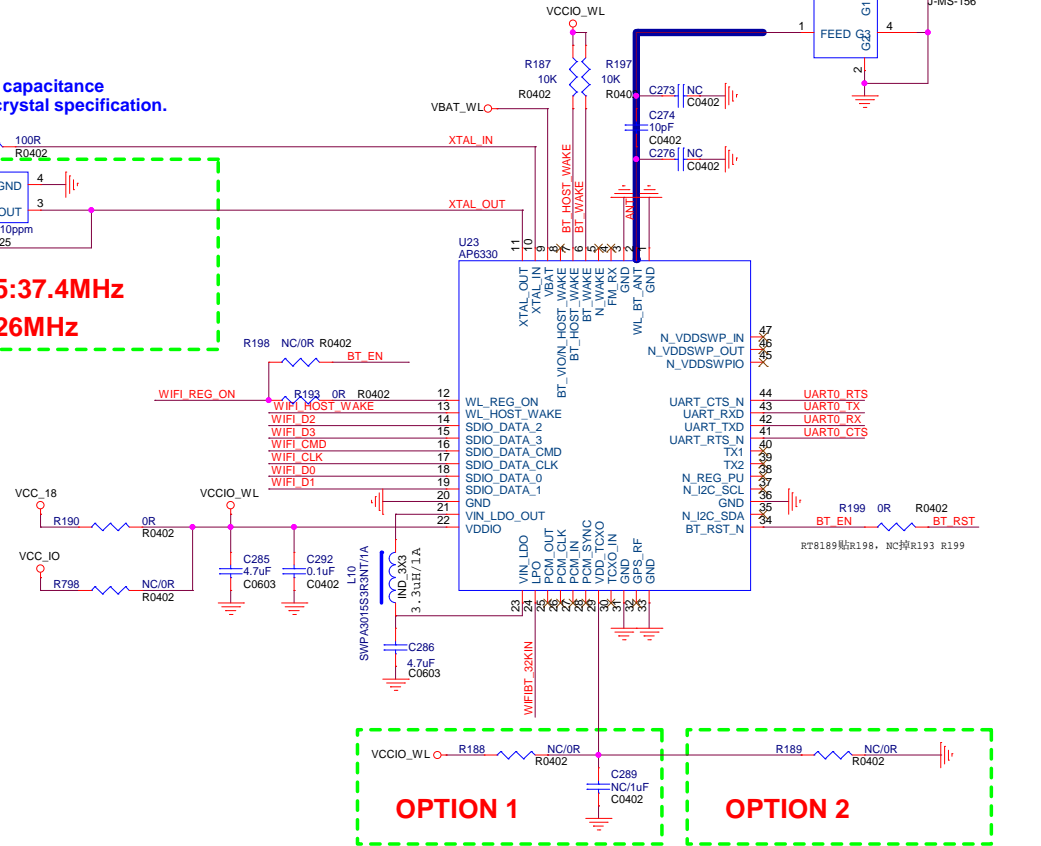 J-MS-156
VCCIO_WL
G1
1
FEED
G3
4
G2
2
capacitance
crystal specification.
R187
10K
R0402
R197
10K
R040
C273
NC
C0402
VBAT_WL
C274
10pF
C0402
100R
R0402
XTAL_IN
C276
NC
C0402
BT_HOST_WAKE
BT_WAKE
ANT
GND
4
OUT
3
10ppm
25
XTAL_OUT
5:37.4MHz
26MHz
U23
AP6330
11
10
9
8
7
6
5
4
3
2
1
XTAL_OUT
XTAL_IN
VBAT
BT_VIO/N_HOST_WAKE
BT_HOST_WAKE
BT_WAKE
N_WAKE
FM_RX
GND
WL_BT_ANT
GND
N_VDDSWP_IN 47
N_VDDSWP_OUT 46
N_VDDSWPIO 45
R198 NC/0R R0402
BT_EN
WIFI_REG_ON
R193 0R R0402
12 WL_REG_ON
WIFI_HOST_WAKE 13 WL_HOST_WAKE
WIFI_D2 14 SDIO_DATA_2
WIFI_D3 15 SDIO_DATA_3
WIFI_CMD 16 SDIO_DATA_CMD
WIFI_CLK 17 SDIO_DATA_CLK
WIFI_D0 18 SDIO_DATA_0
WIFI_D1 19 SDIO_DATA_1
20 GND
21 VIN_LDO_OUT
22 VDDIO
UART_CTS_N 44 UART0_RTS
UART_RXD 43 UART0_TX
UART_TXD 42 UART0_RX
UART_RTS_N 41 UART0_CTS
TX1 40
TX2 39
N_REG_PU 38
N_I2C_SCL 37
GND 36
N_I2C_SDA 35
BT_RST_N 34
BT_EN
R199 0R R0402
BT_RST
RT8189贴R198，NC掉R193 R199
VCC_18
R190 0R
R0402
VCCIO_WL
VCC_IO
R798 NC/0R
R0402
C285
4.7uF
C0603
C292
0.1uF
C0402
L10
SWPA3015S3R3NT/1A
IND_3X3
3.3uH/1A
C286
4.7uF
C0603
VIN_LDO
LPO
PCM_OUT
PCM_CLK
PCM_IN
PCM_SYNC
VDD_TCXO
TCXO_IN
GND
GPS_RF
GND
23
24
25
26
27
28
29
30
31
32
33
WIFIBT_32KIN
VCCIO_WL
R188 NC/0R
R0402
C289
NC/1uF
C0402
OPTION 1
R189 NC/0R
R0402
OPTION 2